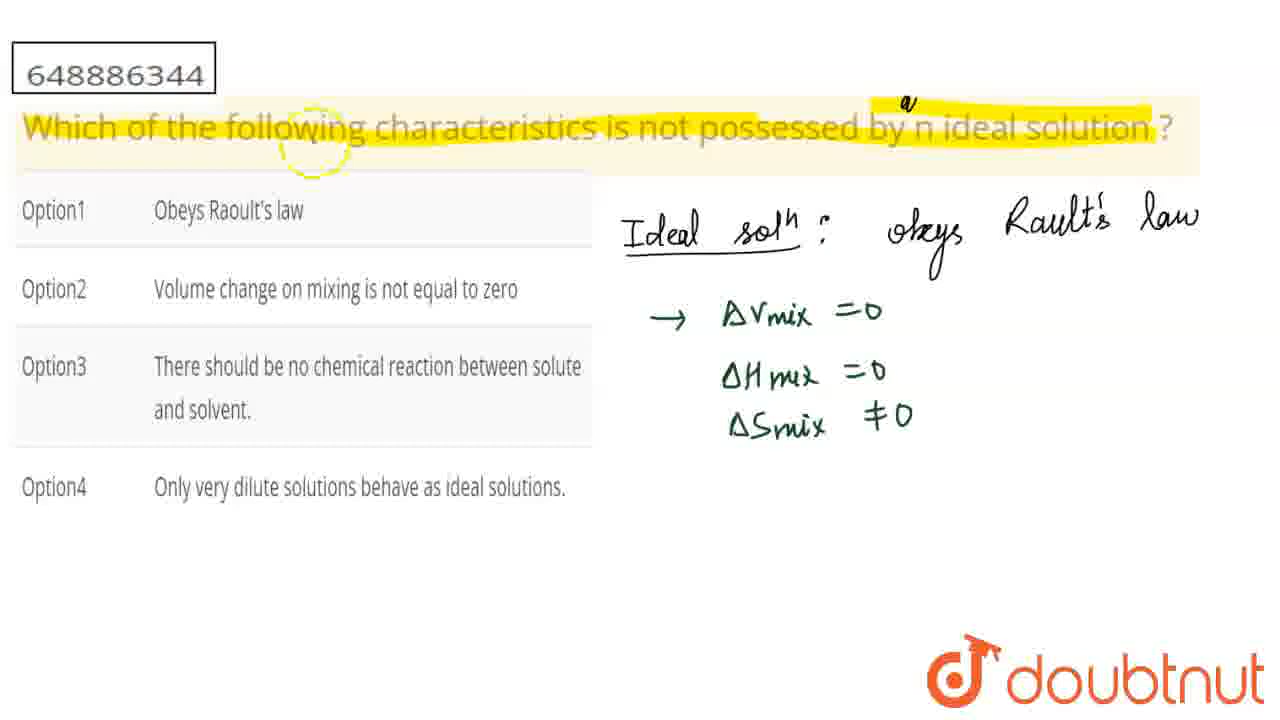 648886344
a
Which of the following characteristics is not possessed by n ideal solution ?
Option1 Obeys Raoult's law
Option2 Volume change on mixing is not equal to zero
Option3 There should be no chemical reaction between solute
and solvent.
Option4 Only very dilute solutions behave as ideal solutions.
Ideal solⁿ : obeys Rault's law
→ ΔVmix = 0
ΔHmix = 0
ΔSmix ≠ 0
doubtnut